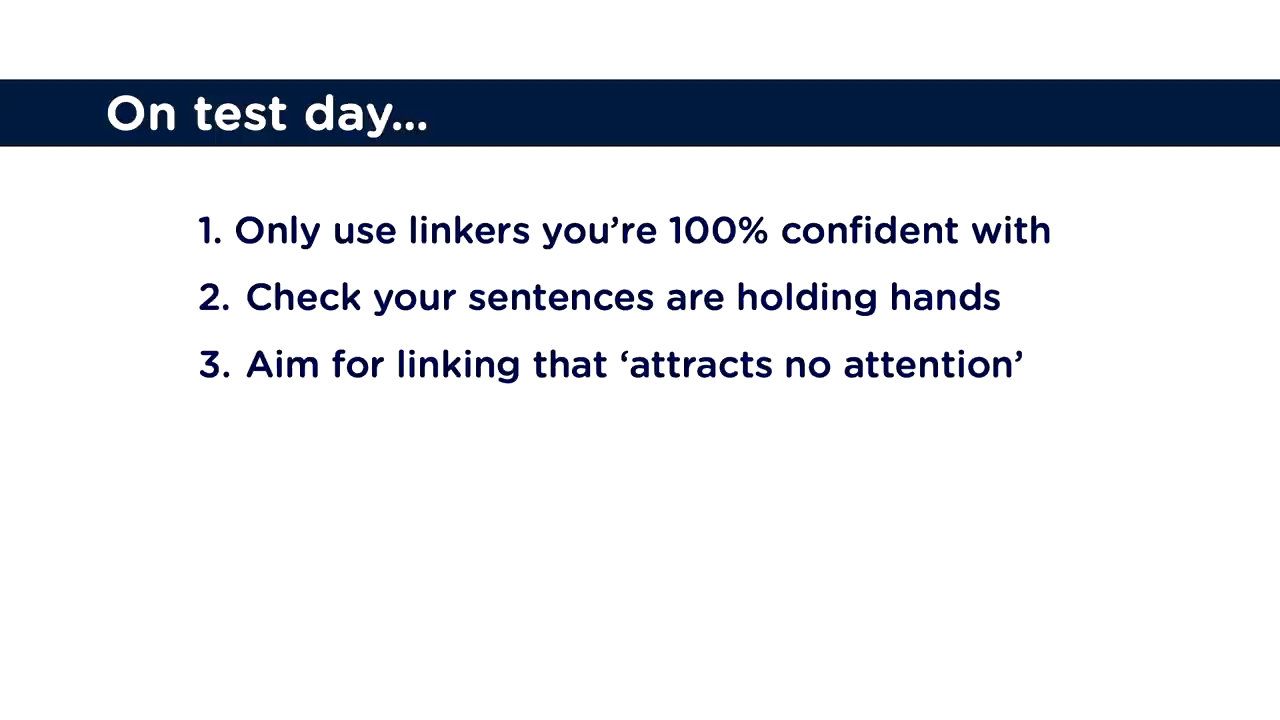 On test day...
1. Only use linkers you’re 100% confident with
2. Check your sentences are holding hands
3. Aim for linking that ‘attracts no attention’